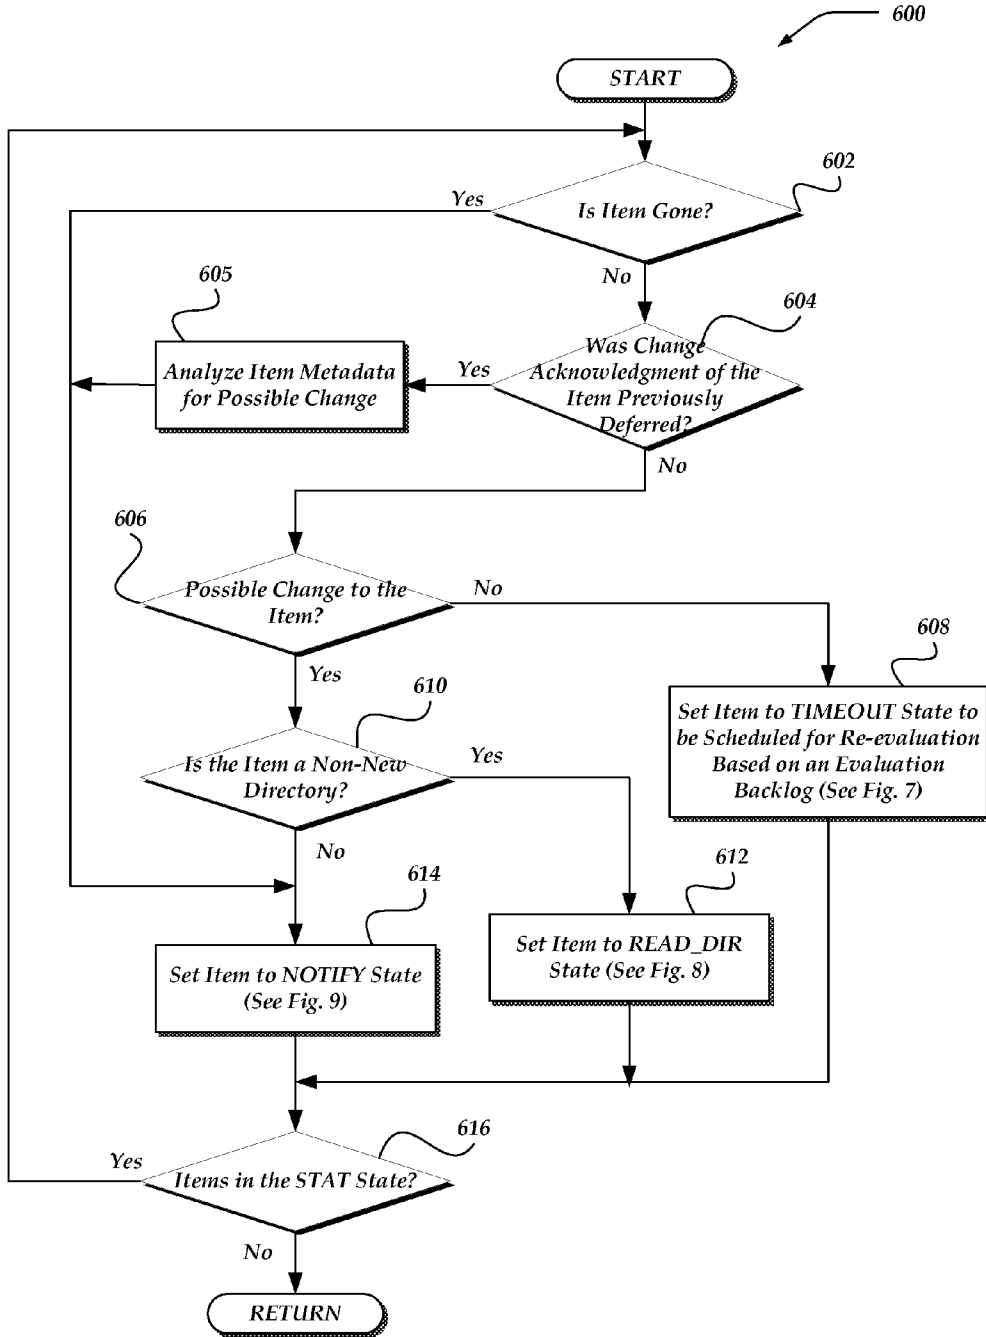 600
START
602
Yes
Is Item Gone?
No
605
604
Analyze Item Metadata
for Possible Change
Yes
Was Change
Acknowledgment of the
Item Previously
Deferred?
No
606
Possible Change to the
Item?
No
Yes
608
Set Item to TIMEOUT State to
be Scheduled for Re-evaluation
Based on an Evaluation
Backlog (See Fig. 7)
610
Is the Item a Non-New
Directory?
Yes
No
612
Set Item to READ_DIR
State (See Fig. 8)
614
Set Item to NOTIFY State
(See Fig. 9)
616
Yes
Items in the STAT State?
No
RETURN